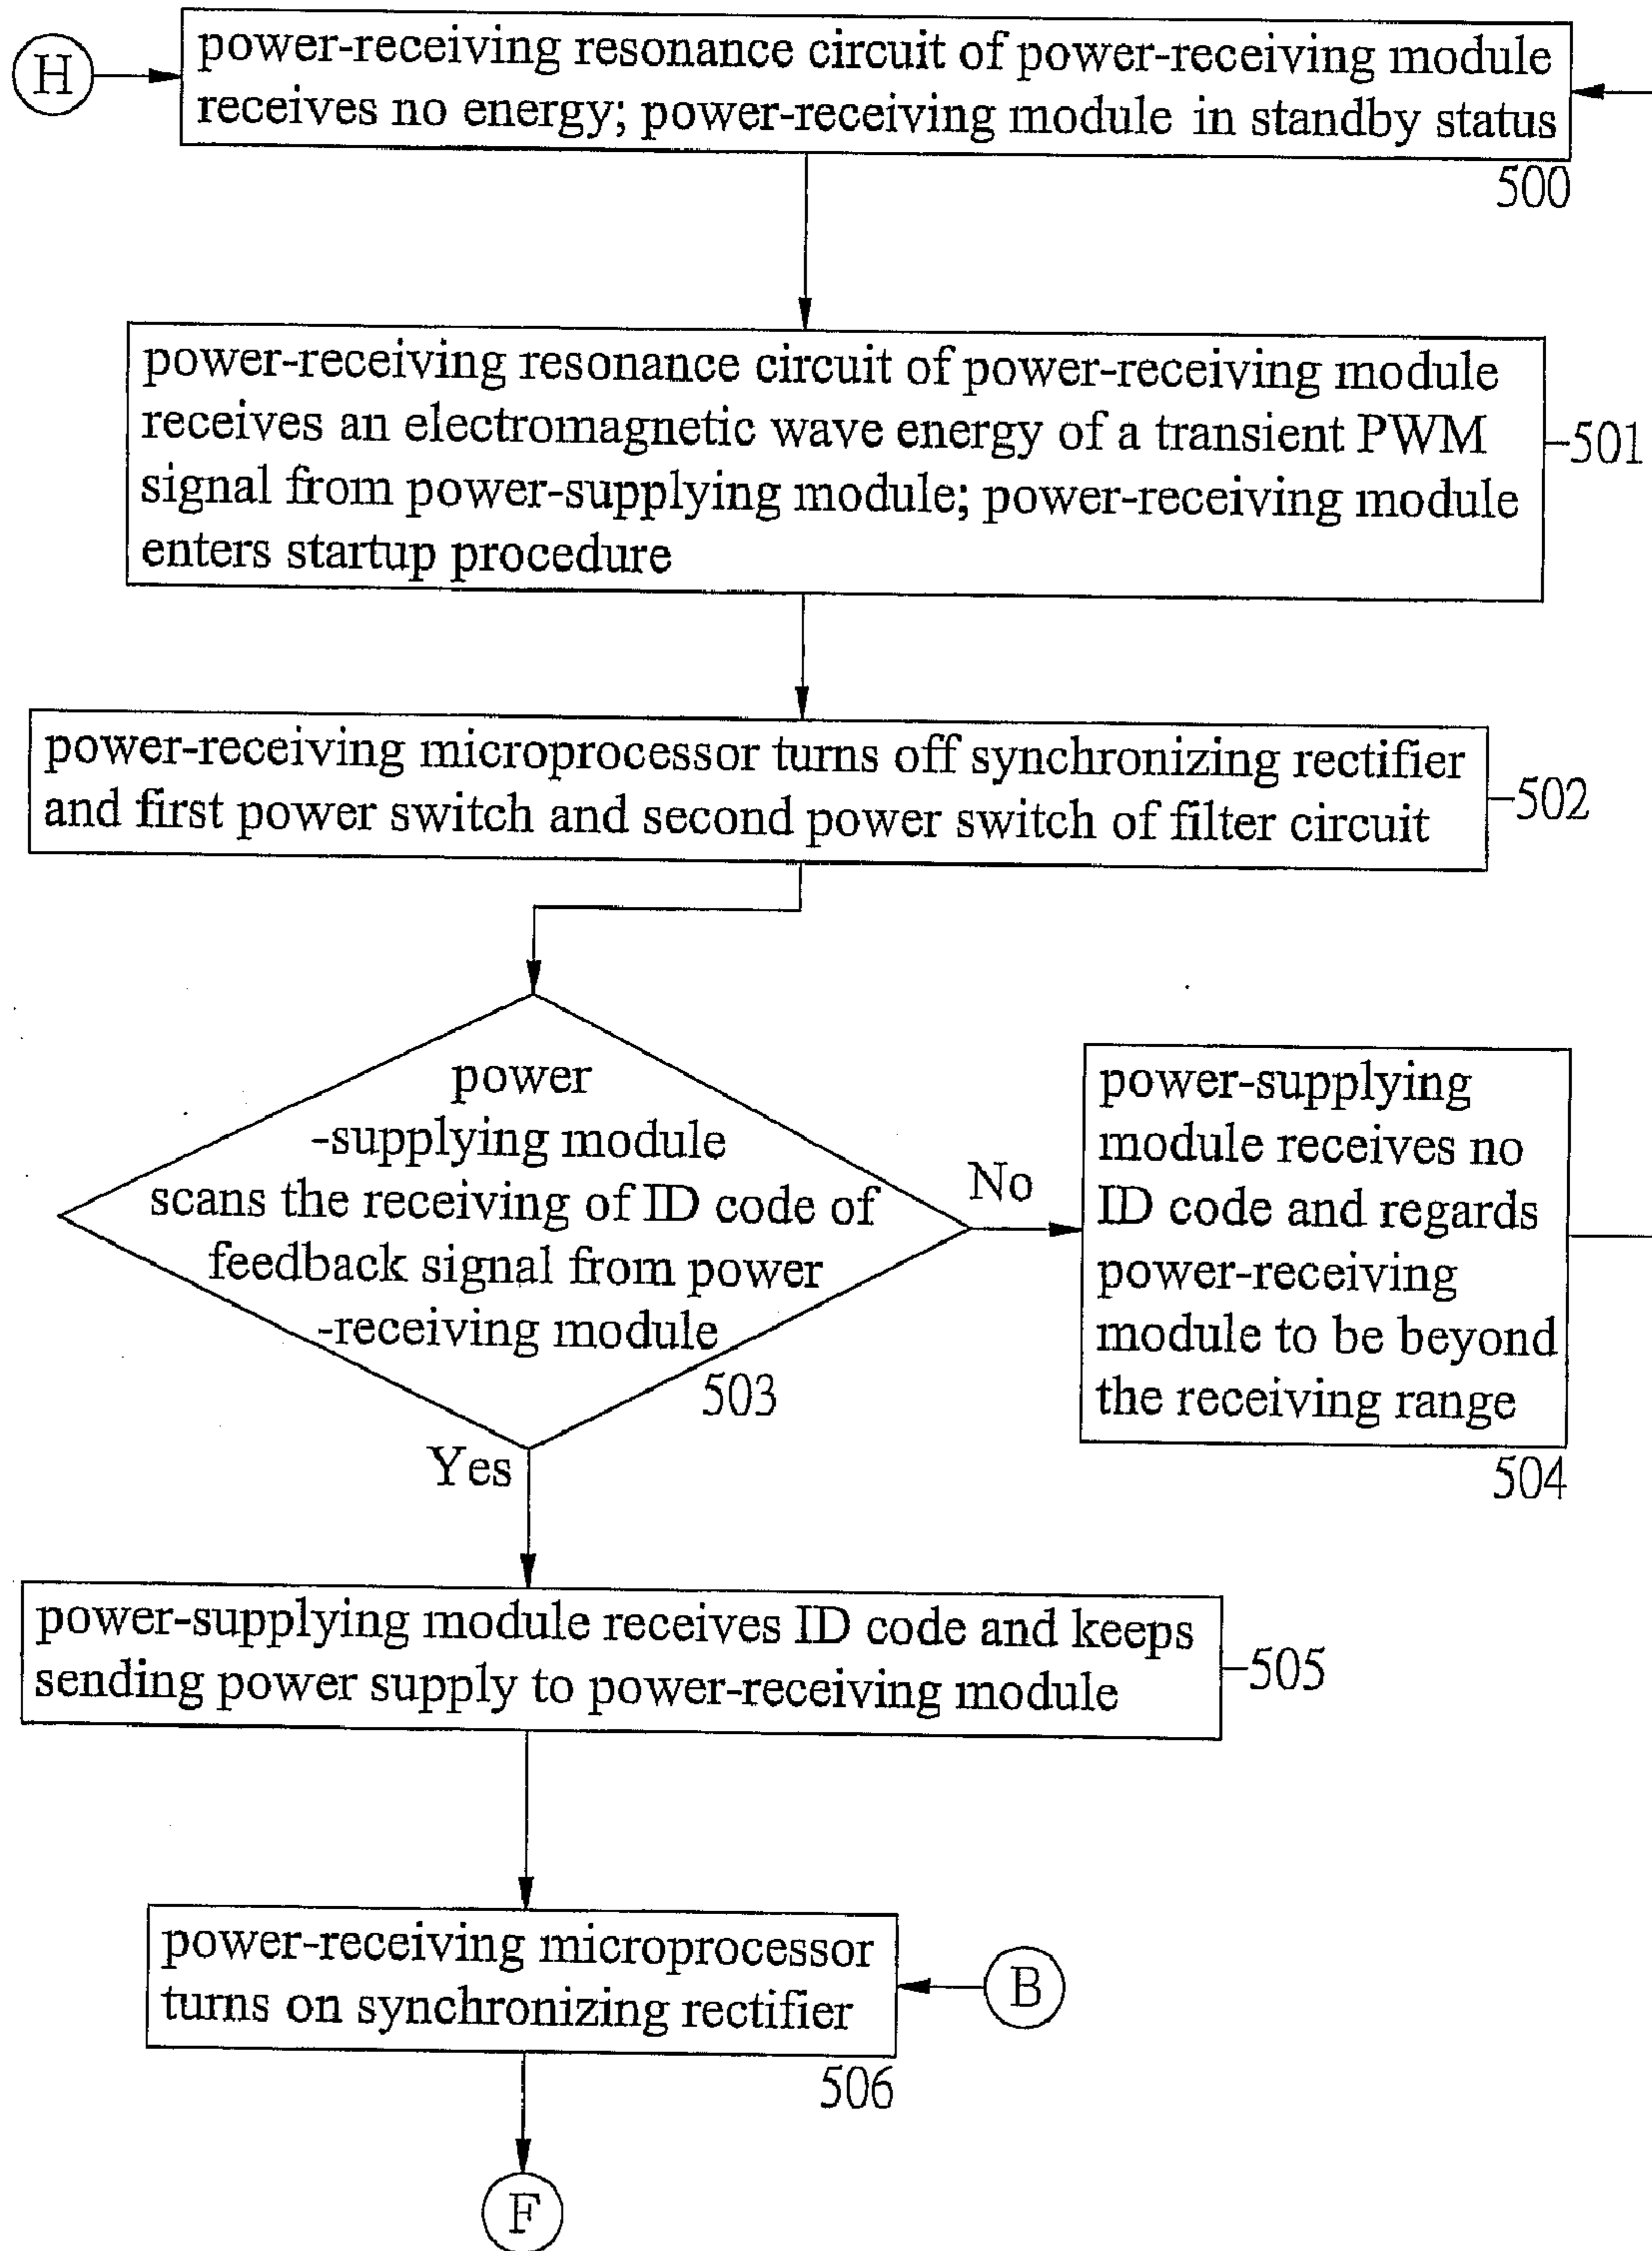 H
power-receiving resonance circuit of power-receiving module
receives no energy; power-receiving module in standby status
500
power-receiving resonance circuit of power-receiving module
receives an electromagnetic wave energy of a transient PWM
signal from power-supplying module; power-receiving module
enters startup procedure
501
power-receiving microprocessor turns off synchronizing rectifier
and first power switch and second power switch of filter circuit
502
power
-supplying module
scans the receiving of ID code of
feedback signal from power
-receiving module
503
No
power-supplying
module receives no
ID code and regards
power-receiving
module to be beyond
the receiving range
504
Yes
power-supplying module receives ID code and keeps
sending power supply to power-receiving module
505
power-receiving microprocessor
turns on synchronizing rectifier
506
B
F